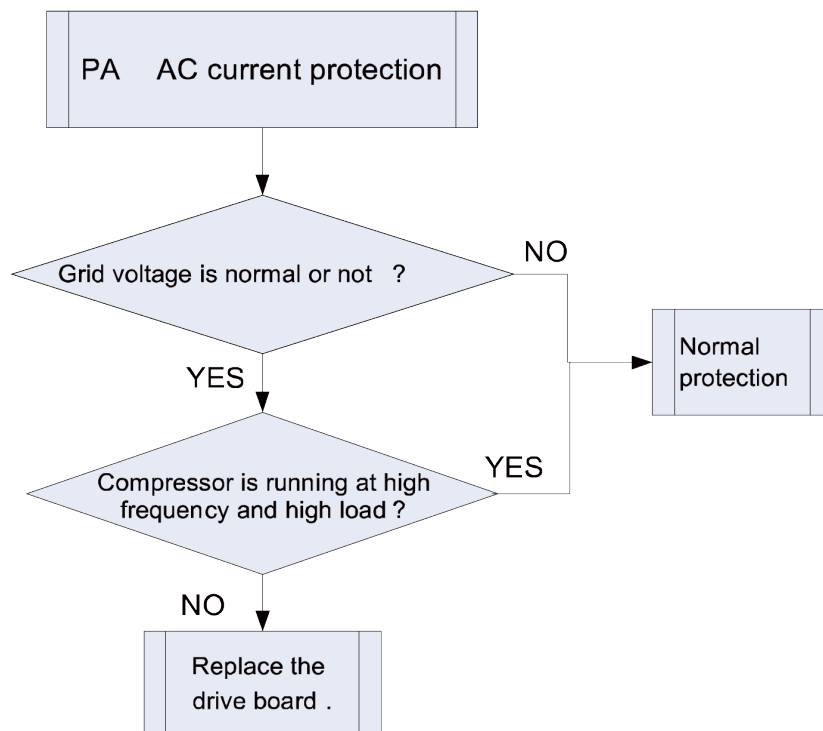 PA AC current protection
Grid voltage is normal or not ?
NO
YES
Normal
protection
Compressor is running at high
frequency and high load ?
YES
NO
Replace the
drive board .